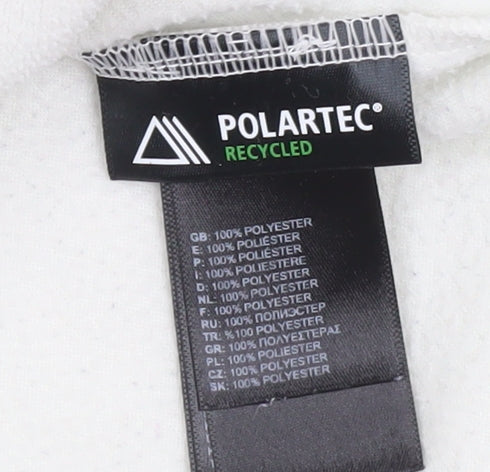 POLARTEC®
RECYCLED
GB: 100% POLYESTER
E: 100% POLIÉSTER
P: 100% POLIÉSTER
I: 100% POLIESTERE
D: 100% POLYESTER
NL: 100% POLYESTER
F: 100% POLYESTER
RU: 100% ПОЛИЭСТЕР
TR: %100 POLYESTER
GR: 100% ΠΟΛΥΕΣΤΕΡΑΣ
PL: 100% POLIESTER
CZ: 100% POLYESTER
SK: 100% POLYESTER